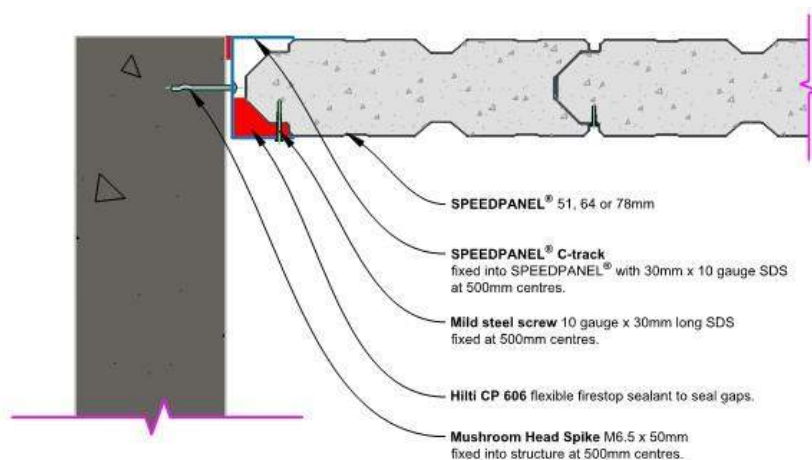 SPEEDPANEL® 51, 64 or 78mm
SPEEDPANEL® C-track
fixed into SPEEDPANEL® with 30mm x 10 gauge SDS
at 500mm centres.
Mild steel screw 10 gauge x 30mm long SDS
fixed at 500mm centres.
Hilti CP 606 flexible firestop sealant to seal gaps.
Mushroom Head Spike M6.5 x 50mm
fixed into structure at 500mm centres.